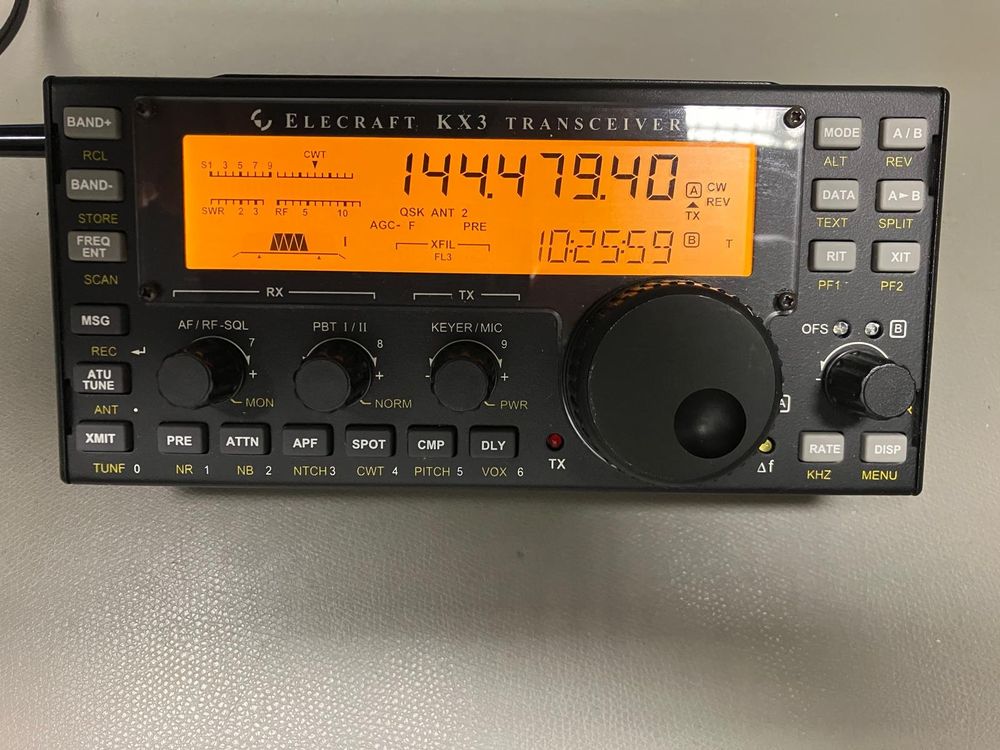 ELECRAFT KX3 TRANSCEIVER
BAND+
RCL
BAND-
STORE
FREQ ENT
SCAN
MSG
REC
ATU TUNE
ANT .
XMIT
TUNF 0
S1 3 5 7 9
CWT
144.479.40
A CW
REV
TX
SWR 2 3 RF 5 10
QSK ANT 2
AGC- F PRE
XFIL
FL3
I
10:25:59
B T
RX
TX
AF/RF-SQL
7
+
MON
PBT I/II
8
+
NORM
KEYER/MIC
9
+
PWR
PRE
NR 1
ATTN
NB 2
APF
NTCH 3
SPOT
CWT 4
CMP
PITCH 5
DLY
VOX 6
TX
Δf
MODE
ALT
A/B
REV
DATA
TEXT
A►B
SPLIT
RIT
PF1
XIT
PF2
OFS
B
A
RATE
KHZ
DISP
MENU